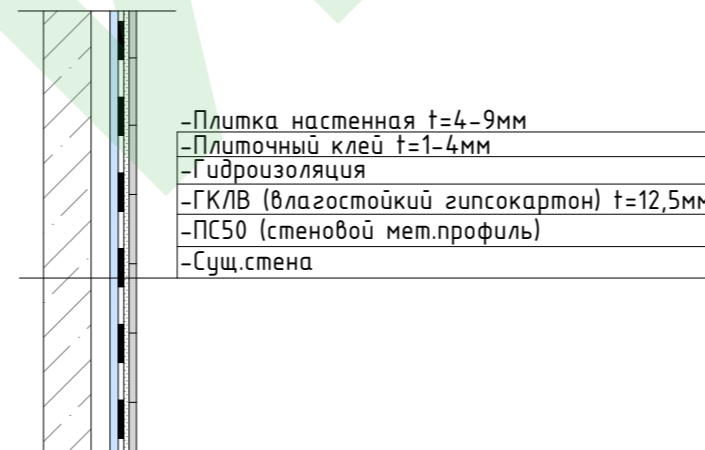 -Плитка настенная t=4-9мм
-Плиточный клей t=1-4мм
-Гидроизоляция
-ГКЛВ (влагостойкий гипсокартон) t=12,5мм
-ПС50 (стеновой мет.профиль)
-Сущ.стена